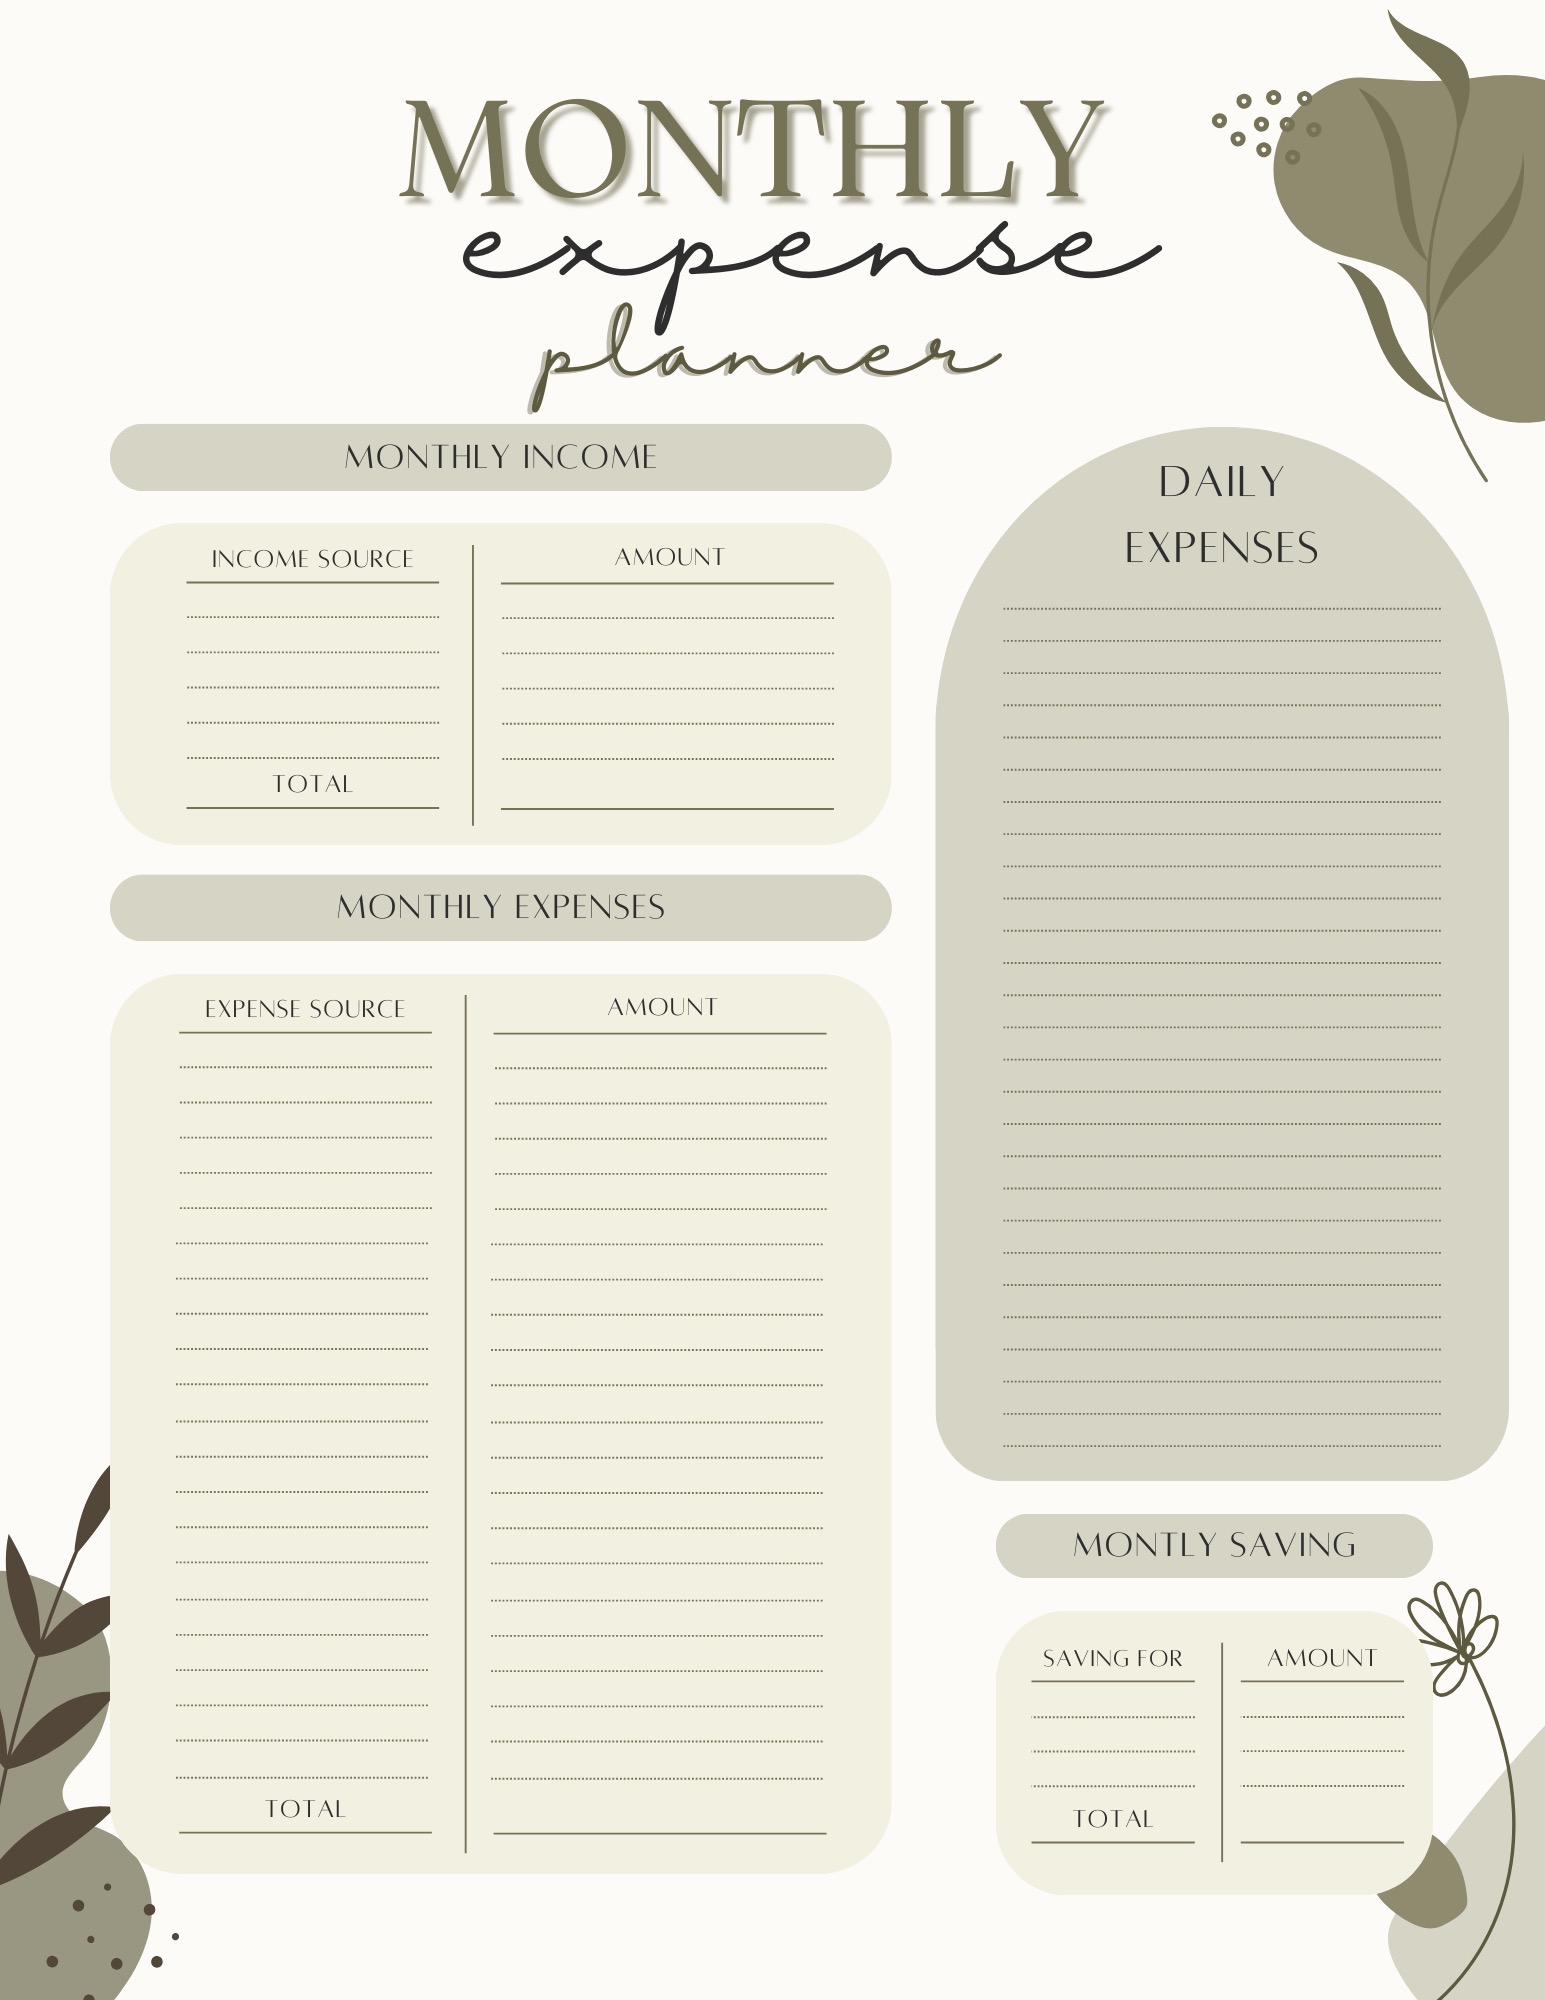 MONTHLY
expense
planner
MONTHLY INCOME
INCOME SOURCE
AMOUNT
TOTAL
MONTHLY EXPENSES
EXPENSE SOURCE
AMOUNT
TOTAL
DAILY
EXPENSES
MONTLY SAVING
SAVING FOR
AMOUNT
TOTAL